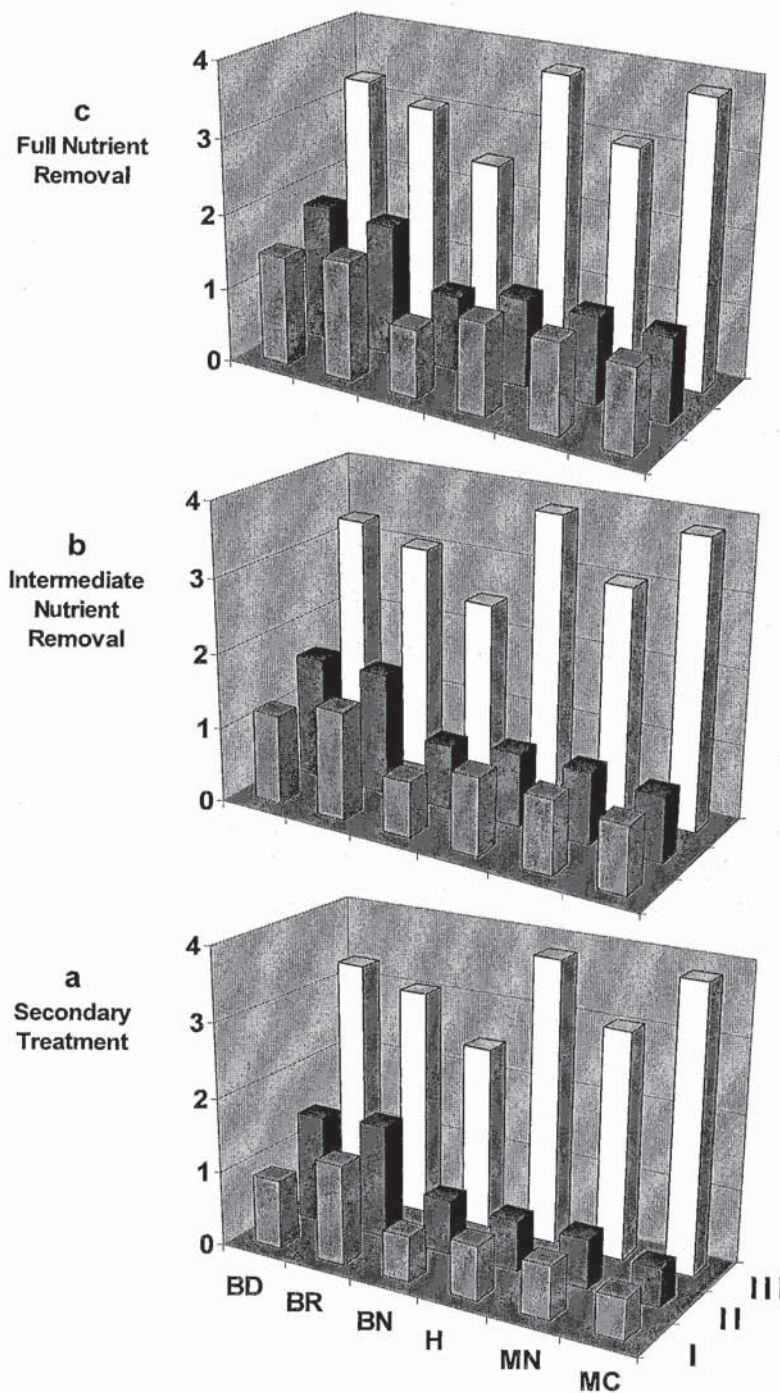 4
c
3
Full Nutrient
Removal
2
1
0
4
b
3
Intermediate
Nutrient
Removal
2
1
0
4
a
3
Secondary
Treatment
2
1
0
BD
BR
BN
H
MN
MC
I
II
III